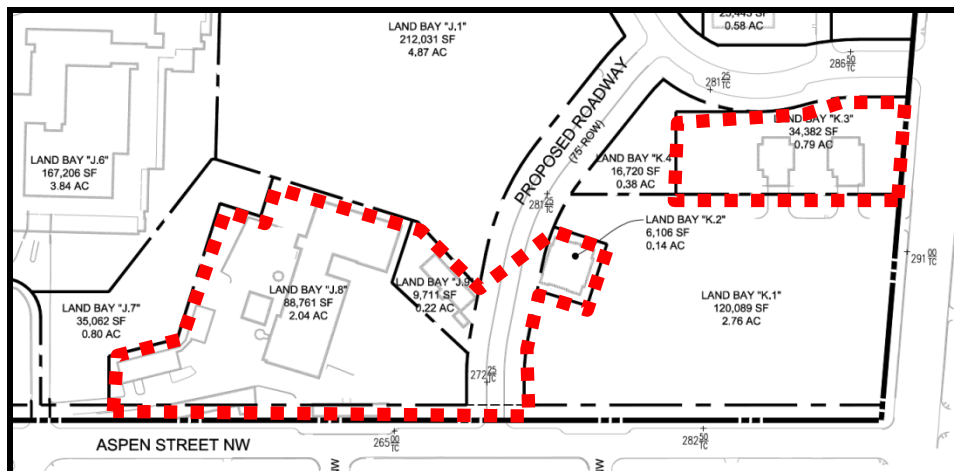 LAND BAY "J.1"
212,031 SF
4.87 AC
0.58 AC
286 50
TC
281 25
TC
PROPOSED ROADWAY
(75' ROW)
LAND BAY "K.3"
34,382 SF
0.79 AC
LAND BAY "J.6"
167,206 SF
3.84 AC
LAND BAY "K.4
16,720 SF
0.38 AC
281 25
TC
LAND BAY "K.2"
6,106 SF
0.14 AC
291 00
TC
LAND BAY "J.7"
35,062 SF
0.80 AC
LAND BAY "J.8"
88,761 SF
2.04 AC
LAND BAY "J.9"
9,711 SF
0.22 AC
LAND BAY "K.1"
120,089 SF
2.76 AC
272 25
TC
ASPEN STREET NW
265 00
TC
282 50
TC
NW
NW